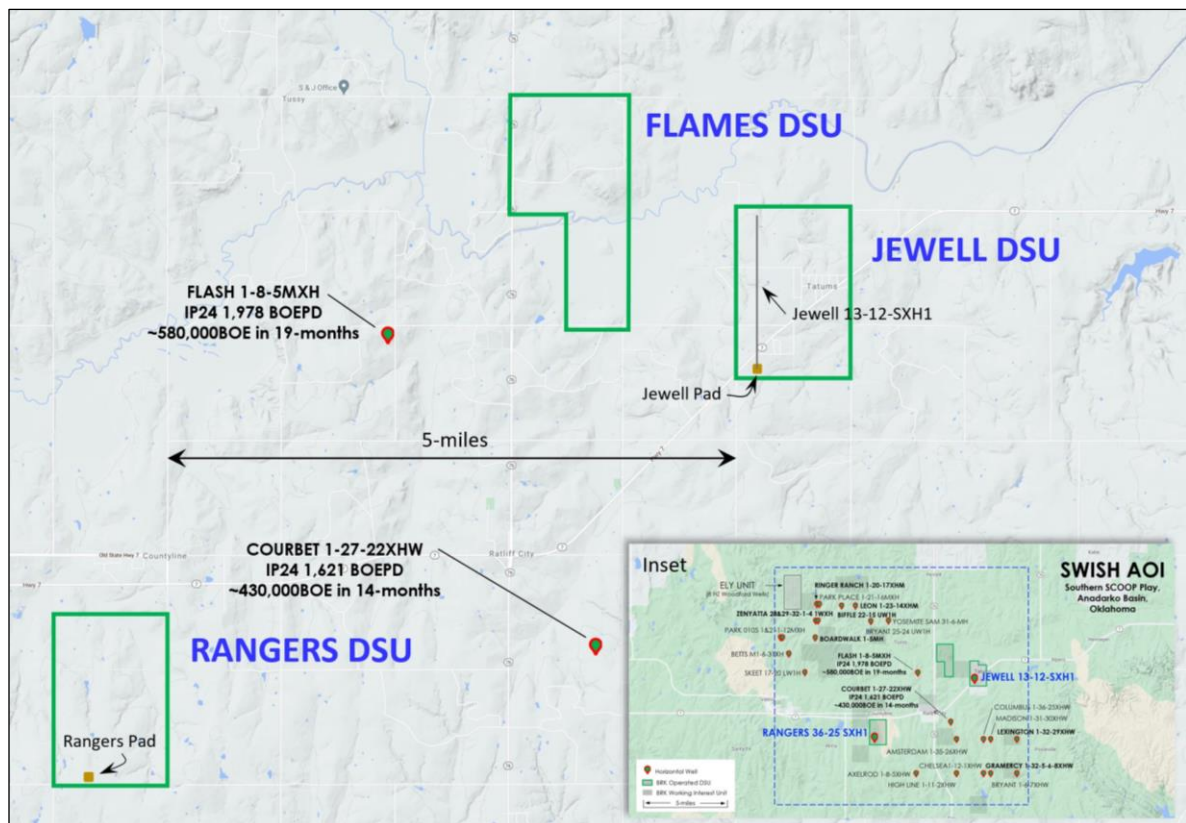 S & J Office
Tussy
FLAMES DSU
Hwy 7
JEWELL DSU
Tatums
FLASH 1-8-5MXH
IP24 1,978 BOEPD
~580,000BOE in 19-months
Jewell 13-12-SXH1
Jewell Pad
5-miles
Hwy 7
COURBET 1-27-22XHW
IP24 1,621 BOEPD
~430,000BOE in 14-months
Old State Hwy 7
Countyline
Ratliff City
Hwy 7
RANGERS DSU
Rangers Pad
Inset
SWISH AOI
Southern SCOOP Play,
Anadarko Basin,
Oklahoma
ELY UNIT
RINGER RANCH 1-20-17XHM
PARK PLACE 1-21-16MXH
LEON 1-23-14XHM
ZENYATIA 28&29-32-1-4 1WXH
BIFFLE 22-15 UW1H
YOSEMITE SAM 31-6-MH
BRYANT 25-24 UW1H
PARK 0105 1&2-1-12MXH
BOARDWALK 1-5MH
BETTS M1-6-31XH
FLASH 1-8-5MXH
IP24 1,978 BOEPD
~580,000BOE in 19-months
SKEET 17-20 LW1H
JEWELL 13-12-SXH1
COURBET 1-27-22XHW
IP24 1,621 BOEPD
~430,000BOE in 14-months
COLUMBUS 1-36-25XHW
MADISON 1-31-30XHW
LEXINGTON 1-32-29XHW
RANGERS 36-25 SXH1
AMSTERDAM 1-35-26XHW
CHELSEA 1-12-1XHW
GRAMERCY 1-32-5-6-8XHW
AXELROD 1-8-5XHW
HIGH LINE 1-11-2XHW
BRYANT 1-6-7XHW
Horizontal Well
BRK Operated DSU
BRK Working Interest Unit
5-miles